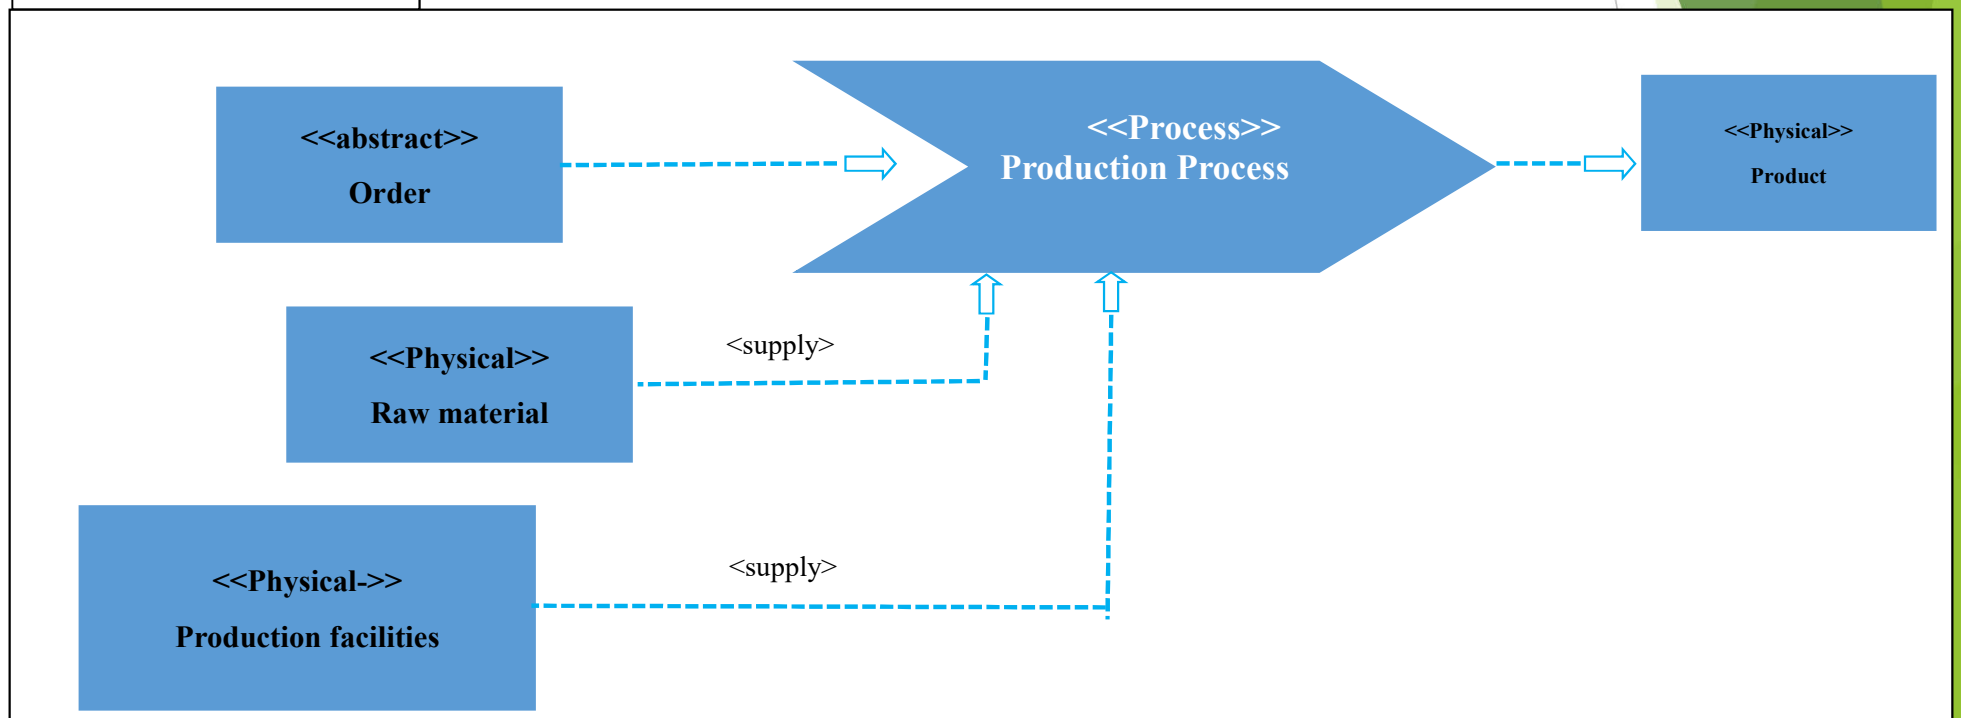 <<abstract>>
Order
<<Process>>
Production Process
<<Physical>>
Product
<<Physical>>
Raw material
<supply>
<<Physical->>
Production facilities
<supply>